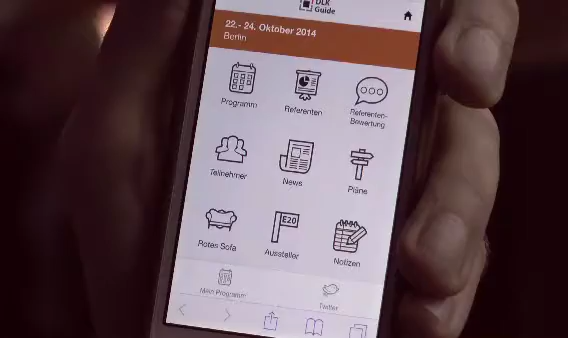 DLK
Guide
22.- 24. Oktober 2014
Berlin
Programm
Referenten
Referenten-
Bewertung
Teilnehmer
News
Pläne
Rotes Sofa
E20
Aussteller
Notizen
Mein Programm
Twitter